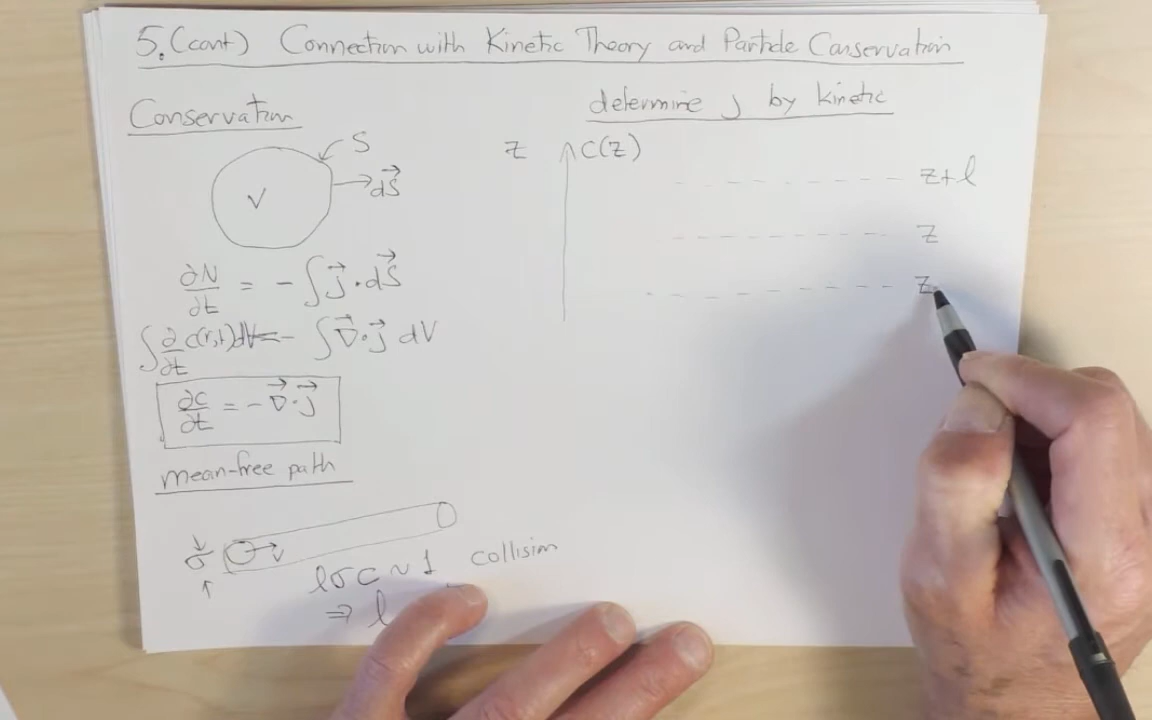 5. (cont) Connection with Kinetic Theory and Particle Conservation
Conservation
S
V
dS⃗
∂N/∂t = - ∫ j⃗ · dS⃗
∫ ∂/∂t c(r,t)dV = - ∫ ∇⃗·j⃗ dV
∂c/∂t = - ∇⃗·j⃗
mean-free path
σ
v
lσc ~ 1 collision
⇒ l
determine j by kinetic
z C(z)
z+l
z
z